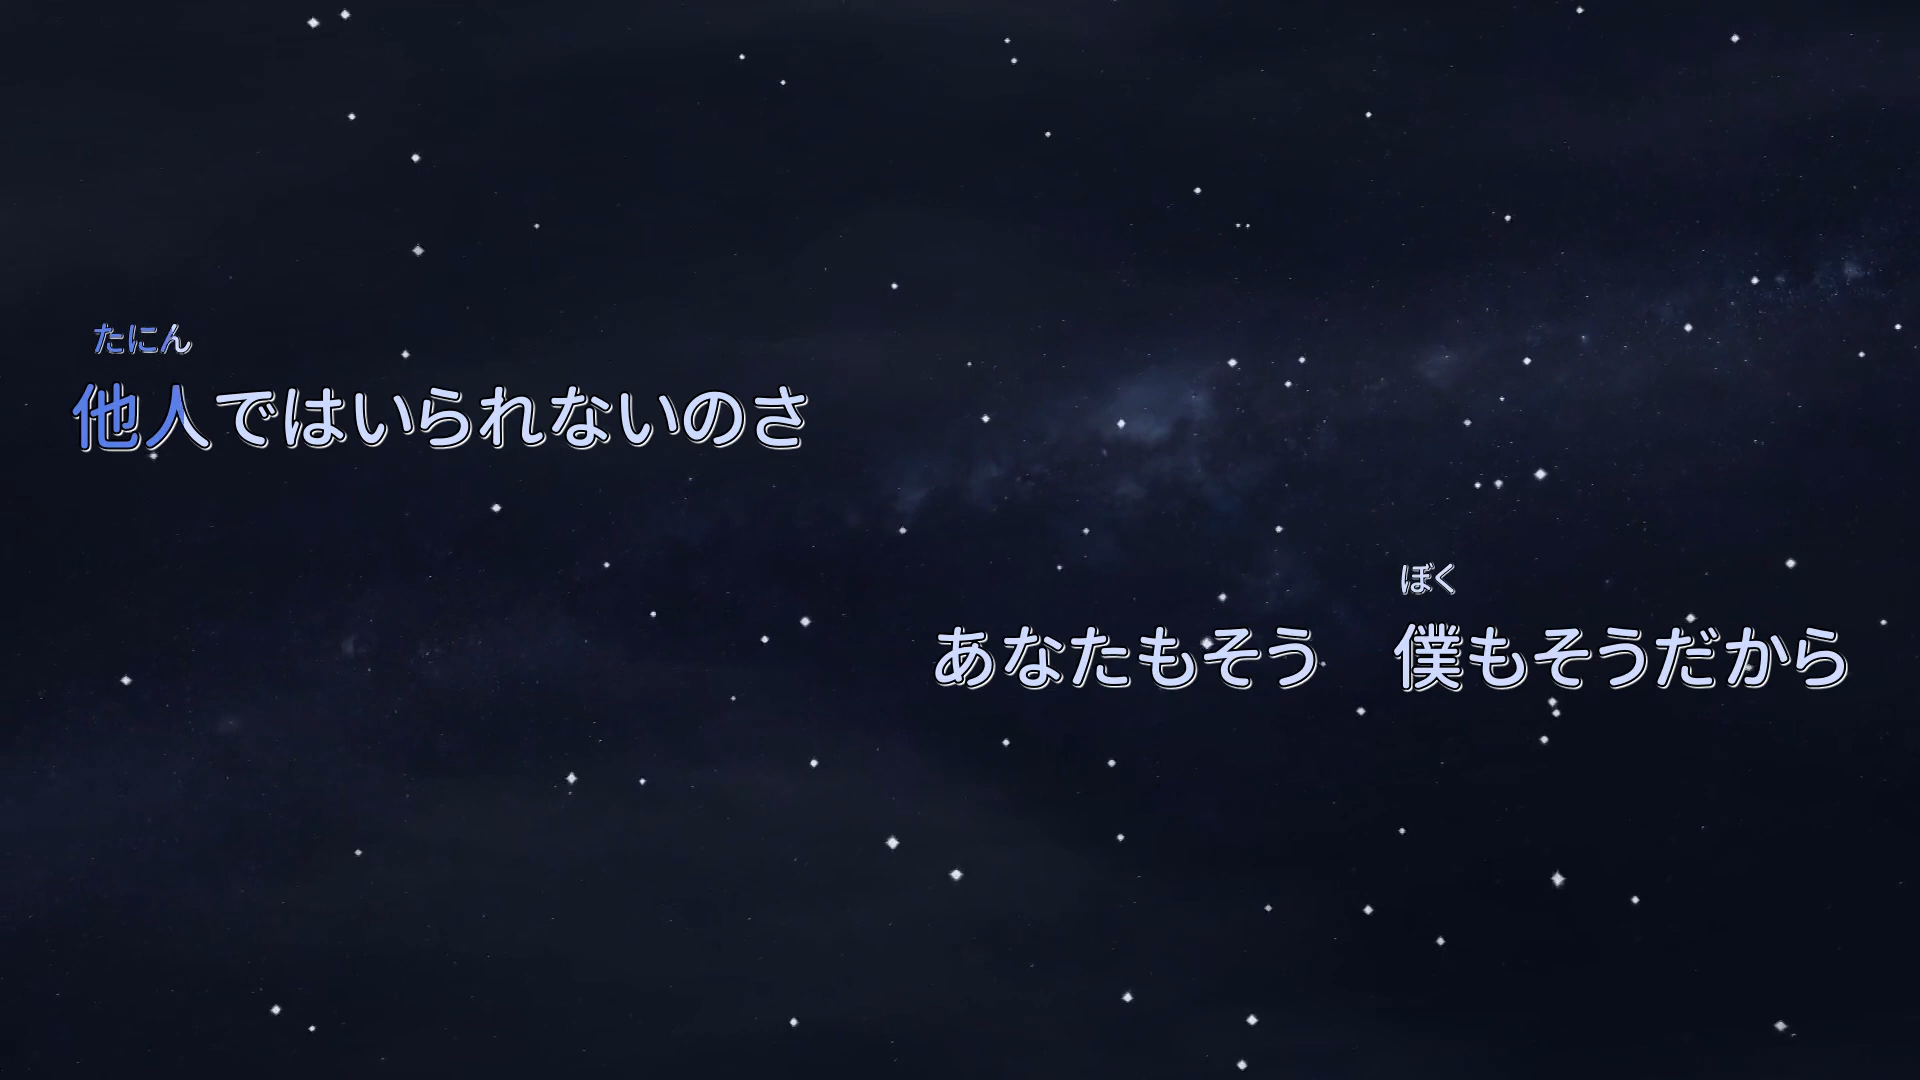 たにん
他人ではいられないのさ
ぼく
あなたもそう　僕もそうだから